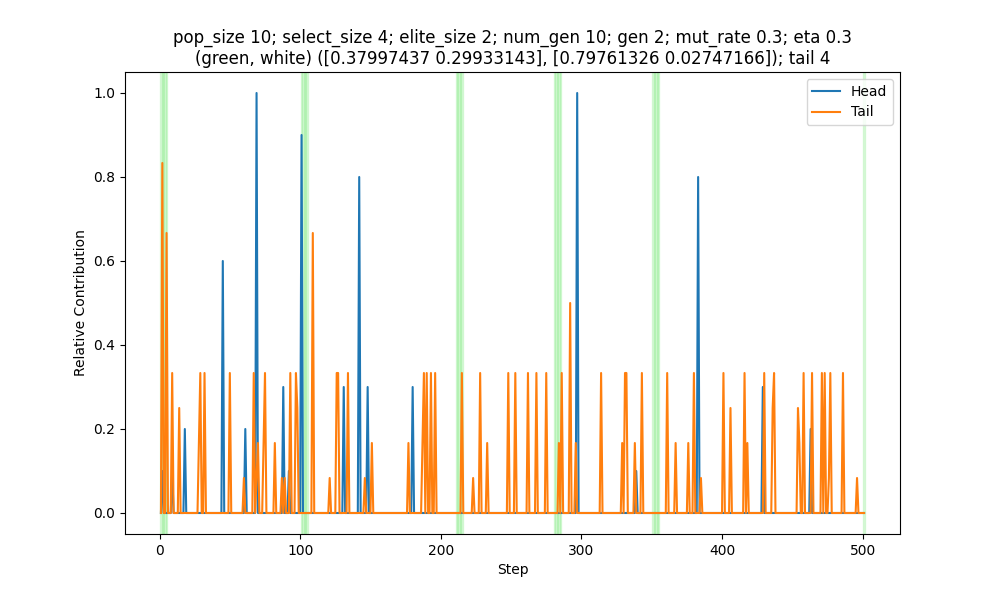 pop_size 10; select_size 4; elite_size 2; num_gen 10; gen 2; mut_rate 0.3; eta 0.3
(green, white) ([0.37997437 0.29933143], [0.79761326 0.02747166]); tail 4
Head
Tail
Relative Contribution
1.0
0.8
0.6
0.4
0.2
0.0
0
100
200
300
400
500
Step